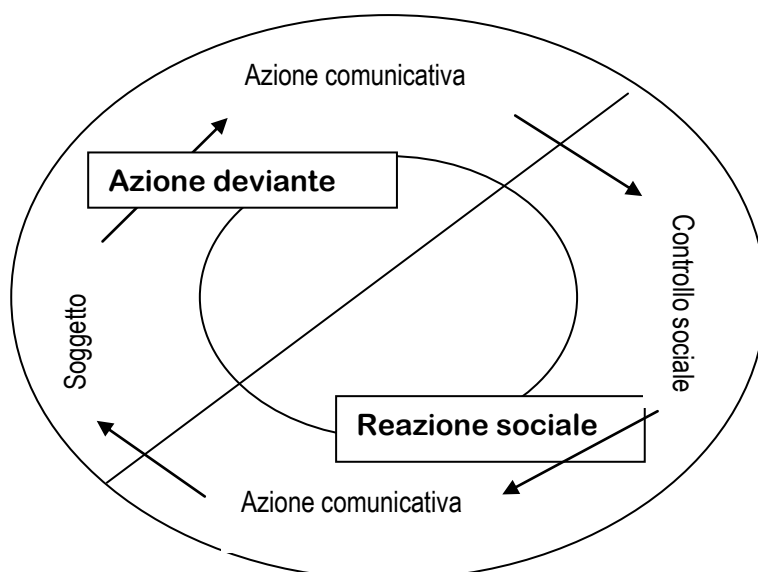 Azione comunicativa
Azione deviante
Controllo sociale
Soggetto
Reazione sociale
Azione comunicativa